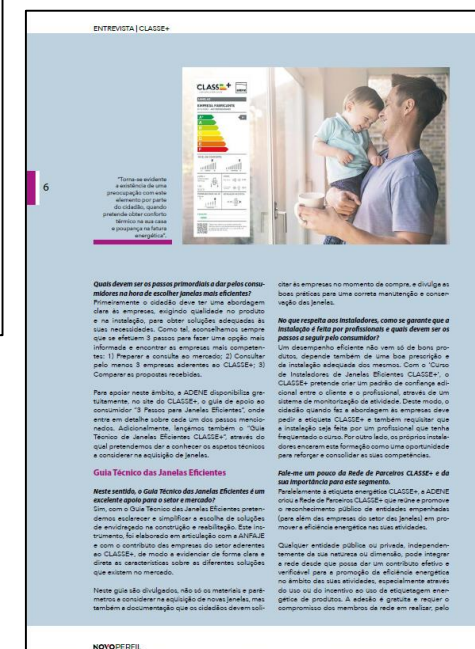 ENTREVISTA | CLASSE+
CLASSE+
6
"Torna-se evidente
a existência de uma
preocupação com este
elemento por parte
do cidadão, quando
pretende obter conforto
térmico na sua casa
e poupança na fatura
energética".
Quais devem ser os passos primordiais a dar pelos consu-
midores na hora de escolher janelas mais eficientes?
Primeiramente o cidadão deve ter uma abordagem
clara às empresas, exigindo qualidade no produto
e na instalação, para obter soluções adequadas às
suas necessidades. Como tal, aconselhamos sempre
que se efetuem 3 passos para fazer uma opção mais
informada e encontrar as empresas mais competen-
tes: 1) Preparar a consulta ao mercado; 2) Consultar
pelo menos 3 empresas aderentes ao CLASSE+; 3)
Comparar as propostas recebidas.
Para apoiar neste âmbito, a ADENE disponibiliza gra-
tuitamente, no site do CLASSE+, o guia de apoio ao
consumidor "3 Passos para Janelas Eficientes", onde
entra em detalhe sobre cada um dos passos mencio-
nados. Adicionalmente, lançámos também o "Guia
Técnico de Janelas Eficientes CLASSE+", através do
qual pretendemos dar a conhecer os aspetos técnicos
a considerar na aquisição de janelas.
Guia Técnico das Janelas Eficientes
Neste sentido, o Guia Técnico das Janelas Eficientes é um
excelente apoio para o setor e mercado?
Sim, com o Guia Técnico das Janelas Eficientes preten-
demos esclarecer e simplificar a escolha de soluções
de envidraçado na construção e reabilitação. Este ins-
trumento, foi elaborado em articulação com a ANFAJE
e com o contributo das empresas do setor aderentes
ao CLASSE+, de modo a evidenciar de forma clara e
direta as características sobre as diferentes soluções
que existem no mercado.
Neste guia são divulgados, não só os materiais e parâ-
metros a considerar na aquisição de novas janelas, mas
também a documentação que os cidadãos devem soli-
citar às empresas no momento da compra, e divulga as
boas práticas para uma correta manutenção e conser-
vação das janelas.
No que respeita aos instaladores, como se garante que a
instalação é feita por profissionais e quais devem ser os
passos a seguir pelo consumidor?
Um desempenho eficiente não vem só de bons pro-
dutos, depende também de uma boa prescrição e
da instalação adequada dos mesmos. Com o 'Curso
de Instaladores de Janelas Eficientes CLASSE+', o
CLASSE+ pretende criar um padrão de confiança adi-
cional entre o cliente e o profissional, através de um
sistema de monitorização da atividade. Deste modo, o
cidadão quando faz a abordagem às empresas deve
pedir a etiqueta CLASSE+ e também requisitar que
a instalação seja feita por um profissional que tenha
frequentado o curso. Por outro lado, os próprios instala-
dores encaram esta formação como uma oportunidade
para reforçar e consolidar as suas competências.
Fale-me um pouco da Rede de Parceiros CLASSE+ e da
sua importância para este segmento.
Paralelamente à etiqueta energética CLASSE+, a ADENE
criou a Rede de Parceiros CLASSE+ que reúne e promove
o reconhecimento público de entidades empenhadas
(para além das empresas do setor das janelas) em pro-
mover a eficiência energética nas suas atividades.
Qualquer entidade pública ou privada, independen-
temente da sua natureza ou dimensão, pode integrar
a rede desde que possa dar um contributo efetivo e
verificável para a promoção da eficiência energética
no âmbito das suas atividades, especialmente através
do uso ou do incentivo ao uso da etiquetagem ener-
gética de produtos. A adesão é gratuita e requer o
compromisso dos membros da rede em realizar, pelo
NOVOPERFIL